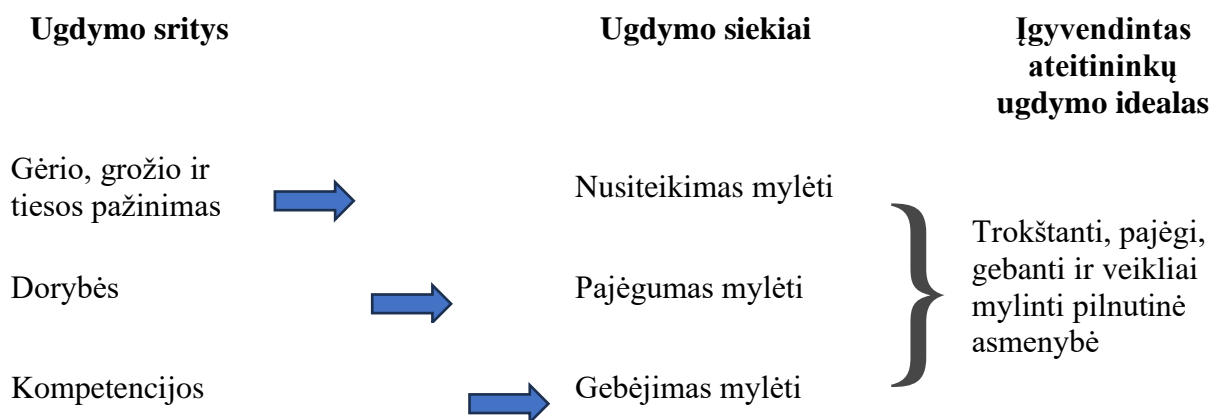 Ugdymo sritys
Ugdymo siekiai
Įgyvendintas
ateitininkų
ugdymo idealas
Gėrio, grožio ir
tiesos pažinimas
Nusiteikimas mylėti
Dorybės
Pajėgumas mylėti
Kompetencijos
Gebėjimas mylėti
Trokštanti, pajėgi,
gebanti ir veikliai
mylinti pilnutinė
asmenybė